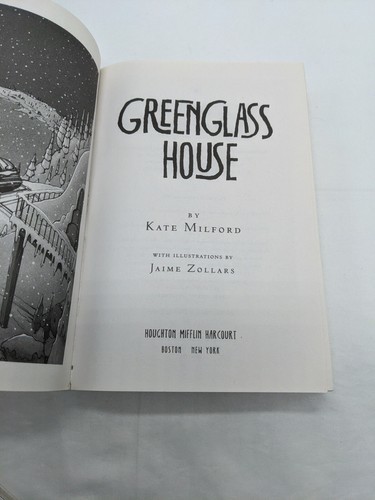 GREENGLASS
HOUSE
BY
KATE MILFORD
WITH ILLUSTRATIONS BY
JAIME ZOLLARS
HOUGHTON MIFFLIN HARCOURT
BOSTON NEW YORK